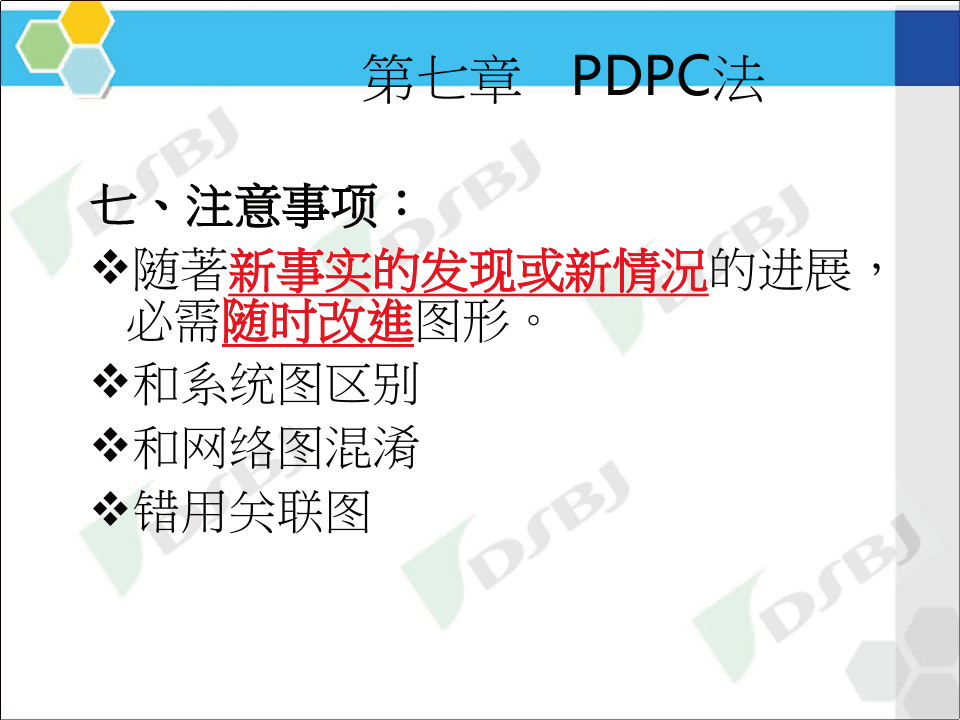 第七章 PDPC法
七、注意事项：
❖随著新事实的发现或新情況的进展，
必需随时改進图形。
❖和系统图区别
❖和网络图混淆
❖错用关联图
DSBJ
DSBJ
DSBJ
DSBJ
DSBJ
DSBJ